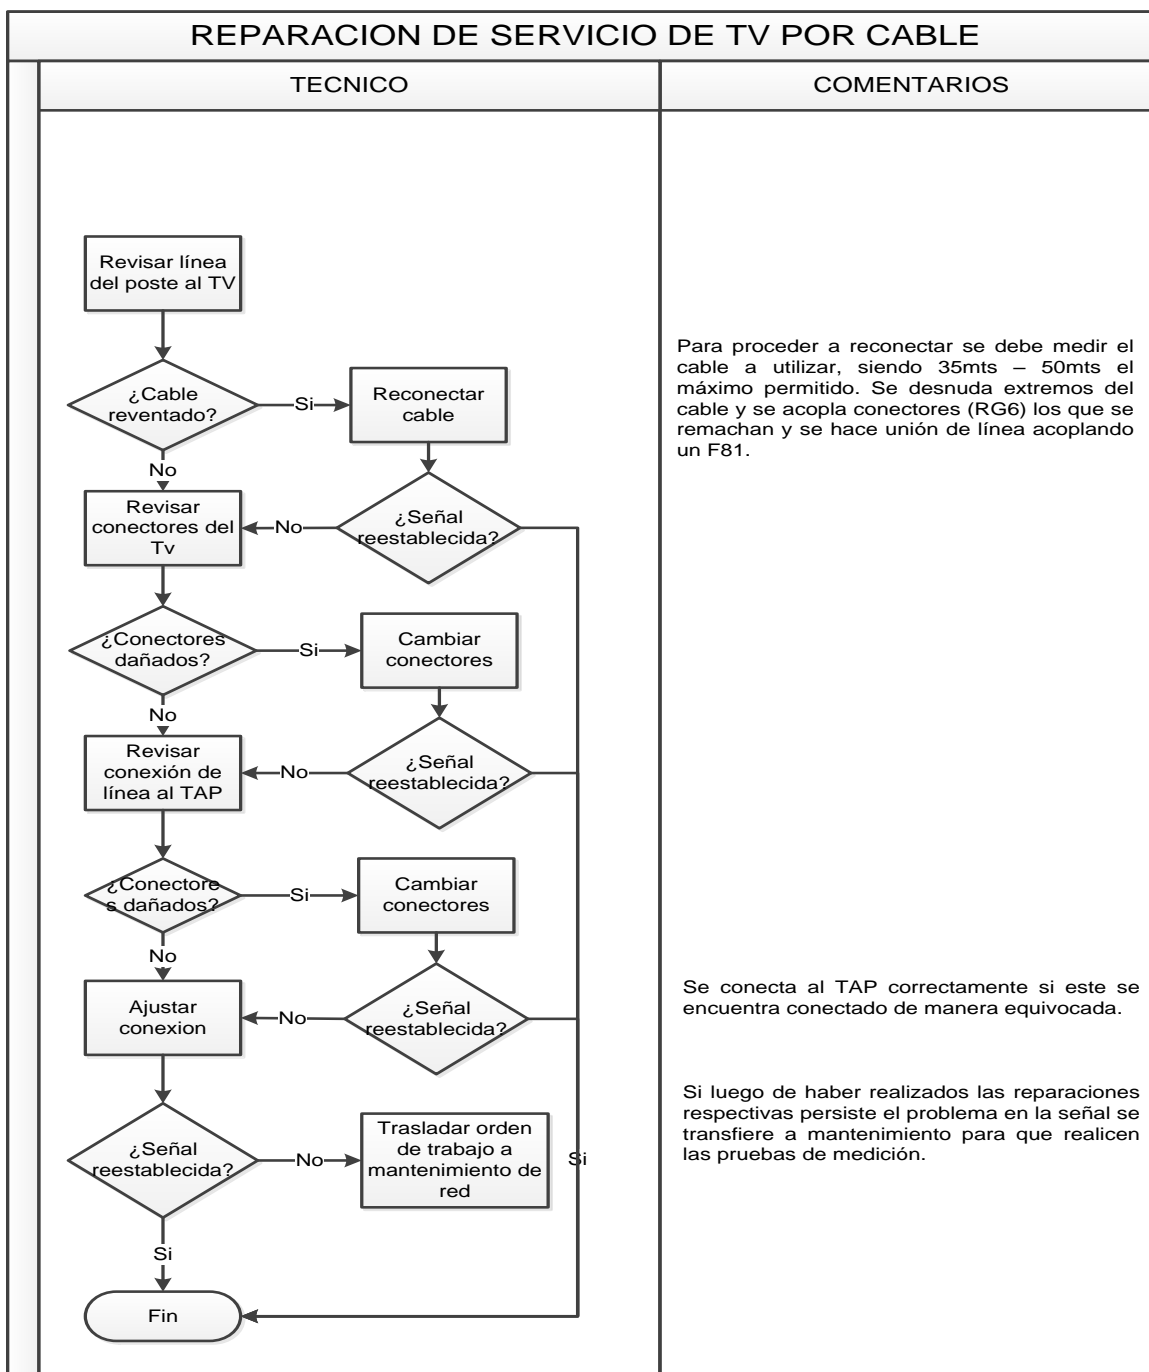 REPARACION DE SERVICIO DE TV POR CABLE
TECNICO
COMENTARIOS
Revisar línea
del poste al TV
¿Cable
reventado?
Si
Reconectar
cable
Para proceder a reconectar se debe medir el
cable a utilizar, siendo 35mts – 50mts el
máximo permitido. Se desnuda extremos del
cable y se acopla conectores (RG6) los que se
remachan y se hace unión de línea acoplando
un F81.
No
Revisar
conectores del
Tv
No
¿Señal
reestablecida?
¿Conectores
dañados?
Si
Cambiar
conectores
No
Revisar
conexión de
línea al TAP
No
¿Señal
reestablecida?
¿Conectore
s dañados?
Si
Cambiar
conectores
No
Ajustar
conexion
No
¿Señal
reestablecida?
Se conecta al TAP correctamente si este se
encuentra conectado de manera equivocada.
¿Señal
reestablecida?
No
Trasladar orden
de trabajo a
mantenimiento de
red
Si
Si luego de haber realizados las reparaciones
respectivas persiste el problema en la señal se
transfiere a mantenimiento para que realicen
las pruebas de medición.
Si
Fin